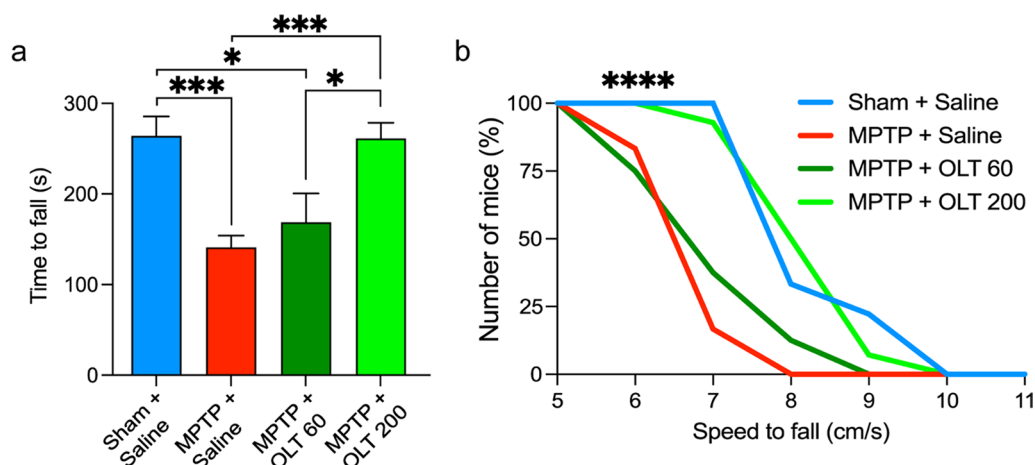 a
***
*
***
*
300
200
100
0
Time to fall (s)
Sham +
Saline
MPTP +
Saline
MPTP +
OLT 60
MPTP +
OLT 200
b
****
Sham + Saline
MPTP + Saline
MPTP + OLT 60
MPTP + OLT 200
100
75
50
25
0
Number of mice (%)
5 6 7 8 9 10 11
Speed to fall (cm/s)